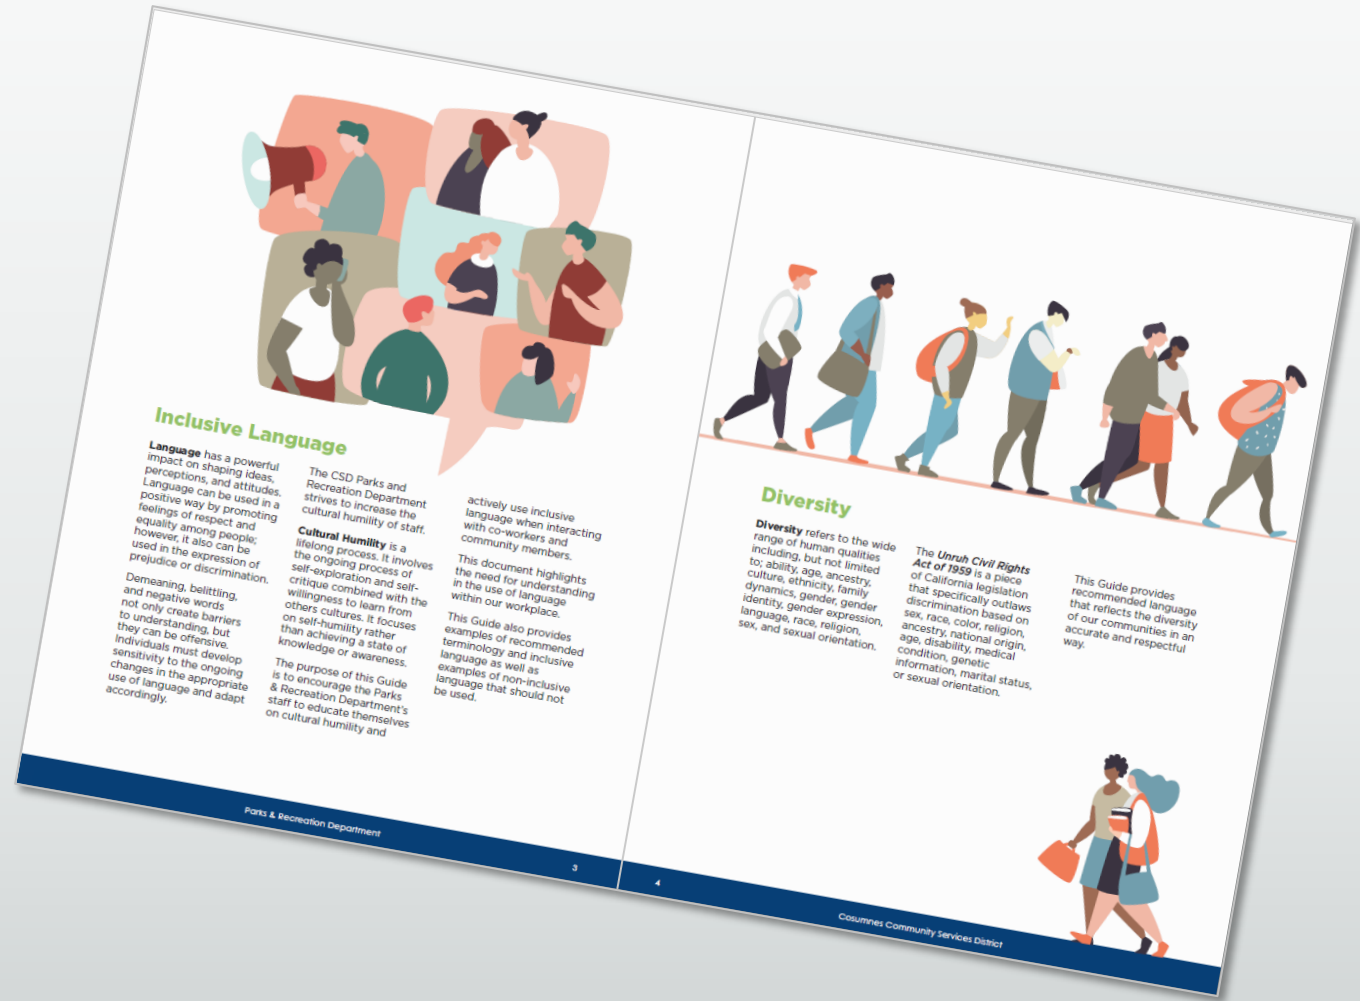 Inclusive Language
Language has a powerful
impact on shaping ideas,
perceptions, and attitudes.
Language can be used in a
positive way by promoting
feelings of respect and
equality among people;
however, it also can be
used in the expression of
prejudice or discrimination.
Demeaning, belittling,
and negative words
not only create barriers
to understanding, but
they can be offensive.
Individuals must develop
sensitivity to the ongoing
changes in the appropriate
use of language and adapt
accordingly.
The CSD Parks and
Recreation Department
strives to increase the
cultural humility of staff.
Cultural Humility is a
lifelong process. It involves
the ongoing process of
self-exploration and self-
critique combined with the
willingness to learn from
others cultures. It focuses
on self-humility rather
than achieving a state of
knowledge or awareness.
The purpose of this Guide
is to encourage the Parks
& Recreation Department's
staff to educate themselves
on cultural humility and
actively use inclusive
language when interacting
with co-workers and
community members.
This document highlights
the need for understanding
in the use of language
within our workplace.
This Guide also provides
examples of recommended
terminology and inclusive
language as well as
examples of non-inclusive
language that should not
be used.
Parks & Recreation Department
3
Diversity
Diversity refers to the wide
range of human qualities
including, but not limited
to; ability, age, ancestry,
culture, ethnicity, family
dynamics, gender, gender
identity, gender expression,
language, race, religion,
sex, and sexual orientation.
The Unruh Civil Rights
Act of 1959 is a piece
of California legislation
that specifically outlaws
discrimination based on
sex, race, color, religion,
ancestry, national origin,
age, disability, medical
condition, genetic
information, marital status,
or sexual orientation.
This Guide provides
recommended language
that reflects the diversity
of our communities in an
accurate and respectful
way.
4
Cosumnes Community Services District